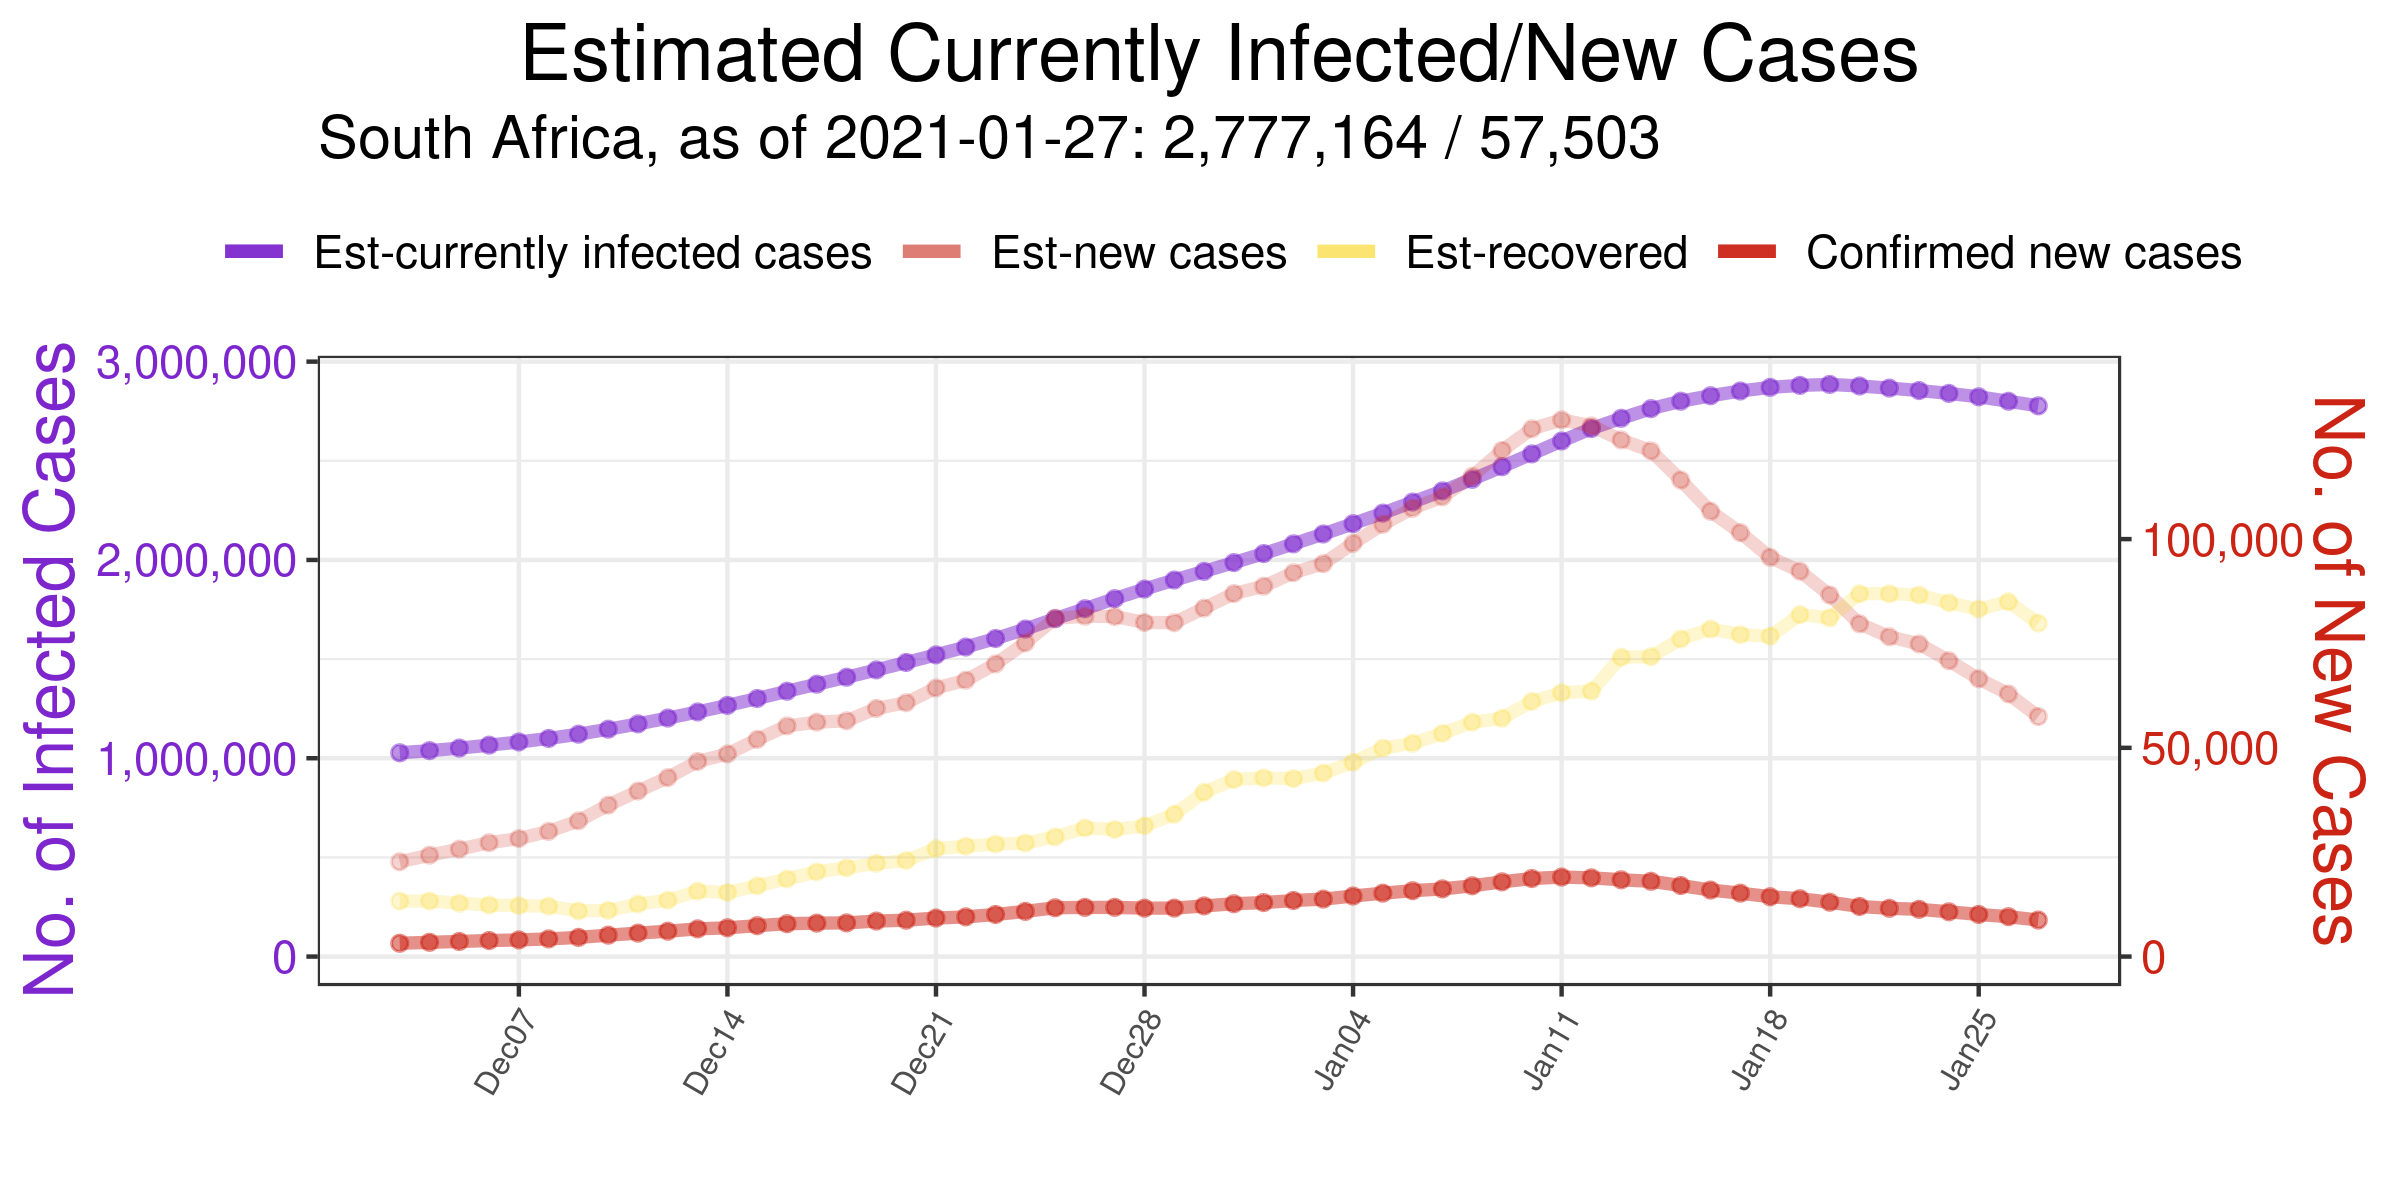 Estimated Currently Infected/New Cases
South Africa, as of 2021-01-27: 2,777,164 / 57,503
Est-currently infected cases Est-new cases Est-recovered Confirmed new cases
No. of Infected Cases
3,000,000
2,000,000
1,000,000
0
100,000
50,000
0
No. of New Cases
Dec07 Dec14 Dec21 Dec28 Jan04 Jan11 Jan18 Jan25